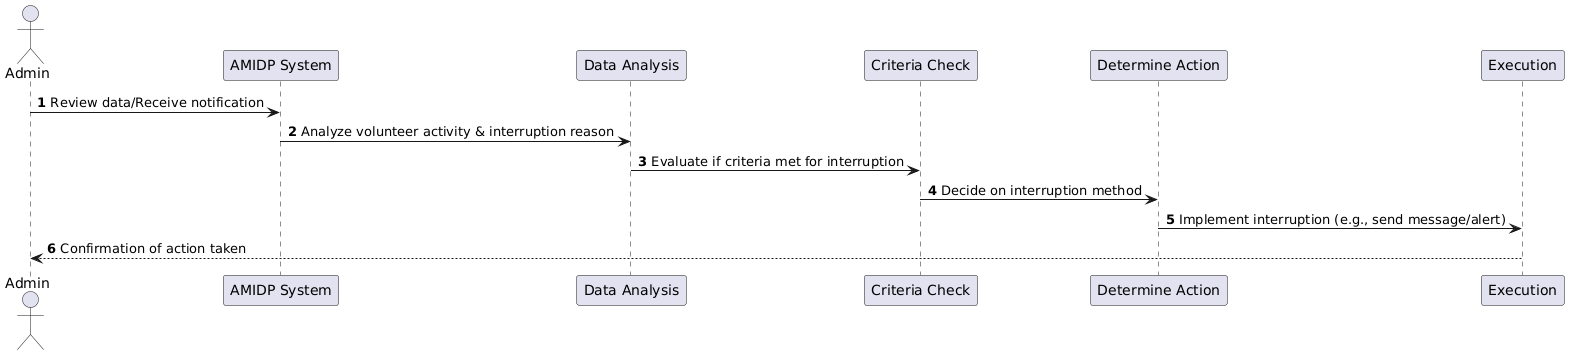 Admin
AMIDP System
Data Analysis
Criteria Check
Determine Action
Execution
1 Review data/Receive notification
2 Analyze volunteer activity & interruption reason
3 Evaluate if criteria met for interruption
4 Decide on interruption method
5 Implement interruption (e.g., send message/alert)
6 Confirmation of action taken
Admin
AMIDP System
Data Analysis
Criteria Check
Determine Action
Execution